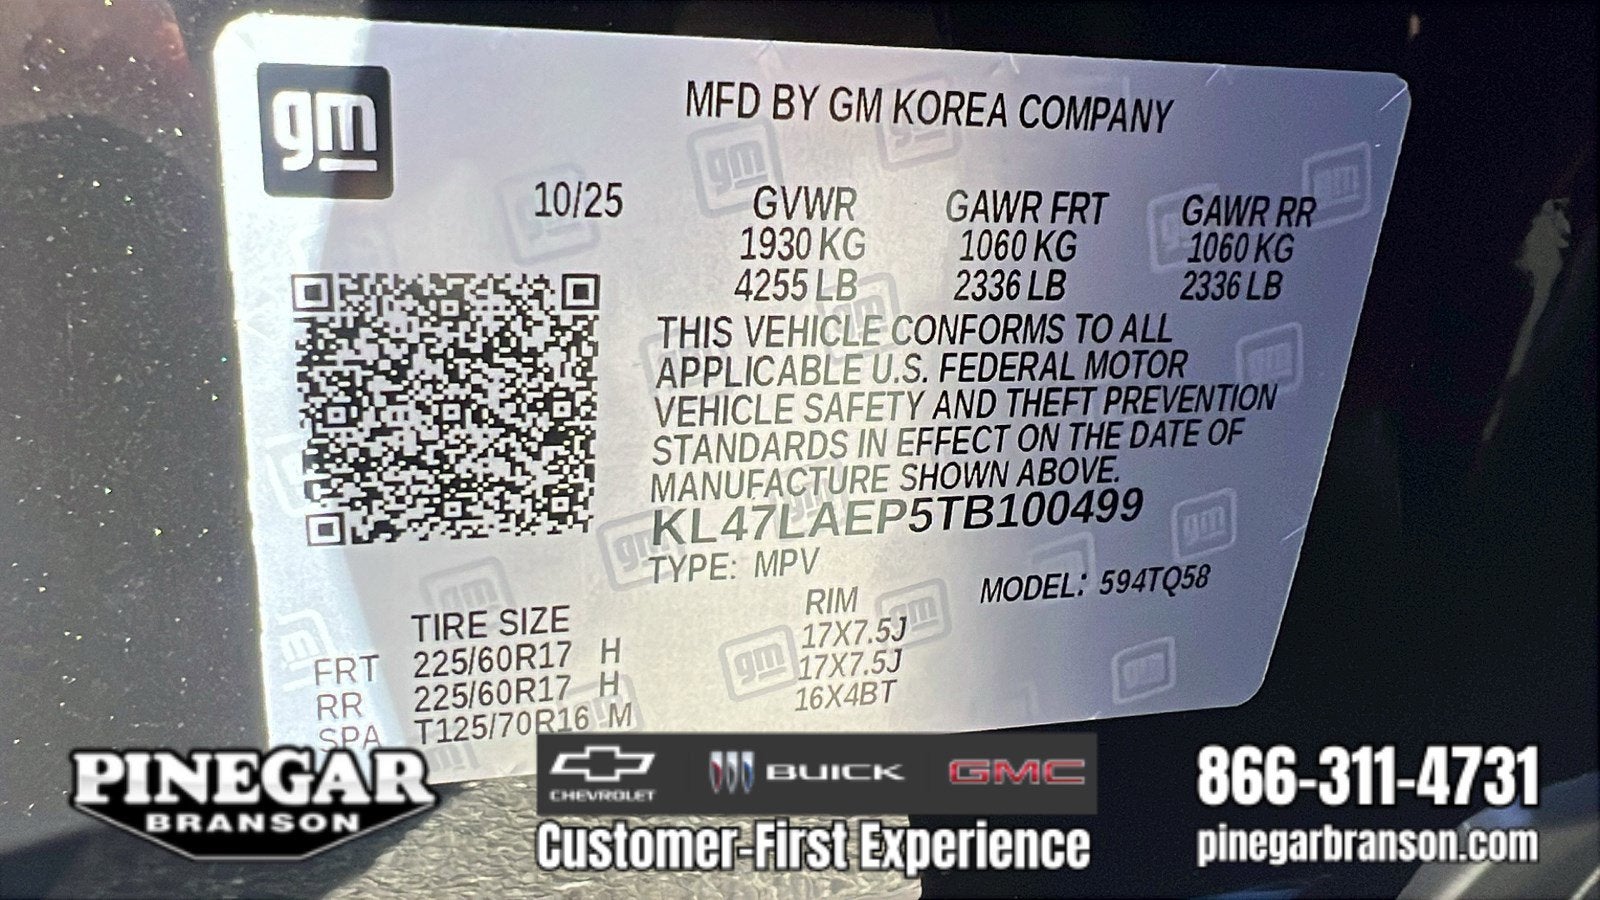 gm
MFD BY GM KOREA COMPANY
10/25
GVWR GAWR FRT GAWR RR
1930 KG 1060 KG 1060 KG
4255 LB 2336 LB 2336 LB
THIS VEHICLE CONFORMS TO ALL
APPLICABLE U.S. FEDERAL MOTOR
VEHICLE SAFETY AND THEFT PREVENTION
STANDARDS IN EFFECT ON THE DATE OF
MANUFACTURE SHOWN ABOVE.
KL47LAEP5TB100499
TYPE: MPV MODEL: 594TQ58
TIRE SIZE RIM
FRT 225/60R17 H 17X7.5J
RR 225/60R17 H 17X7.5J
SPA T125/70R16 M 16X4BT
PINEGAR
BRANSON
CHEVROLET BUICK GMC
Customer-First Experience
866-311-4731
pinegarbranson.com